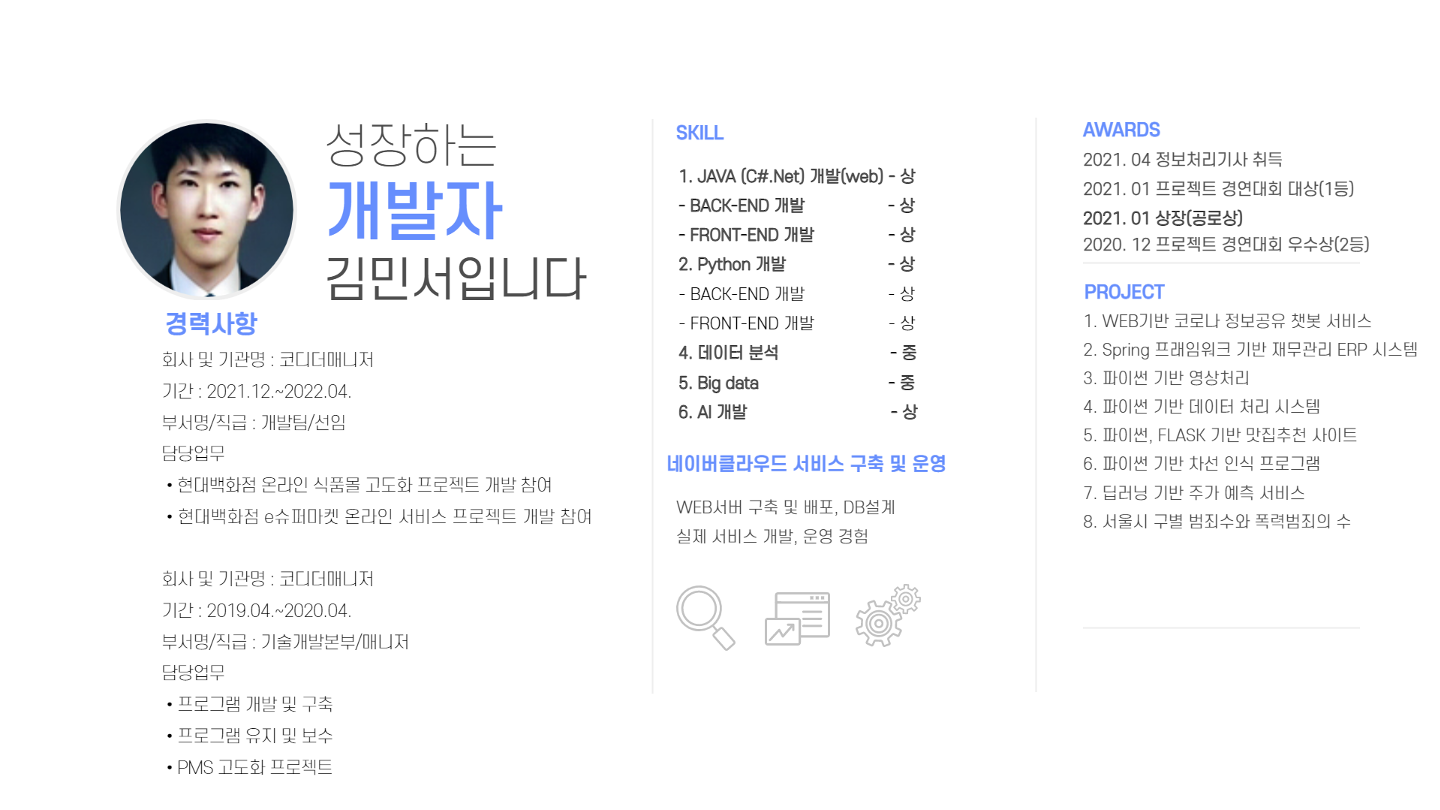 성장하는
개발자
김민서입니다
경력사항
회사 및 기관명 : 코디더매니저
기간 : 2021.12.~2022.04.
부서명/직급 : 개발팀/선임
담당업무
• 현대백화점 온라인 식품몰 고도화 프로젝트 개발 참여
• 현대백화점 e슈퍼마켓 온라인 서비스 프로젝트 개발 참여
회사 및 기관명 : 코디더매니저
기간 : 2019.04.~2020.04.
부서명/직급 : 기술개발본부/매니저
담당업무
• 프로그램 개발 및 구축
• 프로그램 유지 및 보수
• PMS 고도화 프로젝트
SKILL
1. JAVA (C#.Net) 개발(web) - 상
- BACK-END 개발 - 상
- FRONT-END 개발 - 상
2. Python 개발 - 상
- BACK-END 개발 - 상
- FRONT-END 개발 - 상
4. 데이터 분석 - 중
5. Big data - 중
6. AI 개발 - 상
네이버클라우드 서비스 구축 및 운영
WEB서버 구축 및 배포, DB설계
실제 서비스 개발, 운영 경험
AWARDS
2021. 04 정보처리기사 취득
2021. 01 프로젝트 경연대회 대상(1등)
2021. 01 상장(공로상)
2020. 12 프로젝트 경연대회 우수상(2등)
PROJECT
1. WEB기반 코로나 정보공유 챗봇 서비스
2. Spring 프래임워크 기반 재무관리 ERP 시스템
3. 파이썬 기반 영상처리
4. 파이썬 기반 데이터 처리 시스템
5. 파이썬, FLASK 기반 맛집추천 사이트
6. 파이썬 기반 차선 인식 프로그램
7. 딥러닝 기반 주가 예측 서비스
8. 서울시 구별 범죄수와 폭력범죄의 수